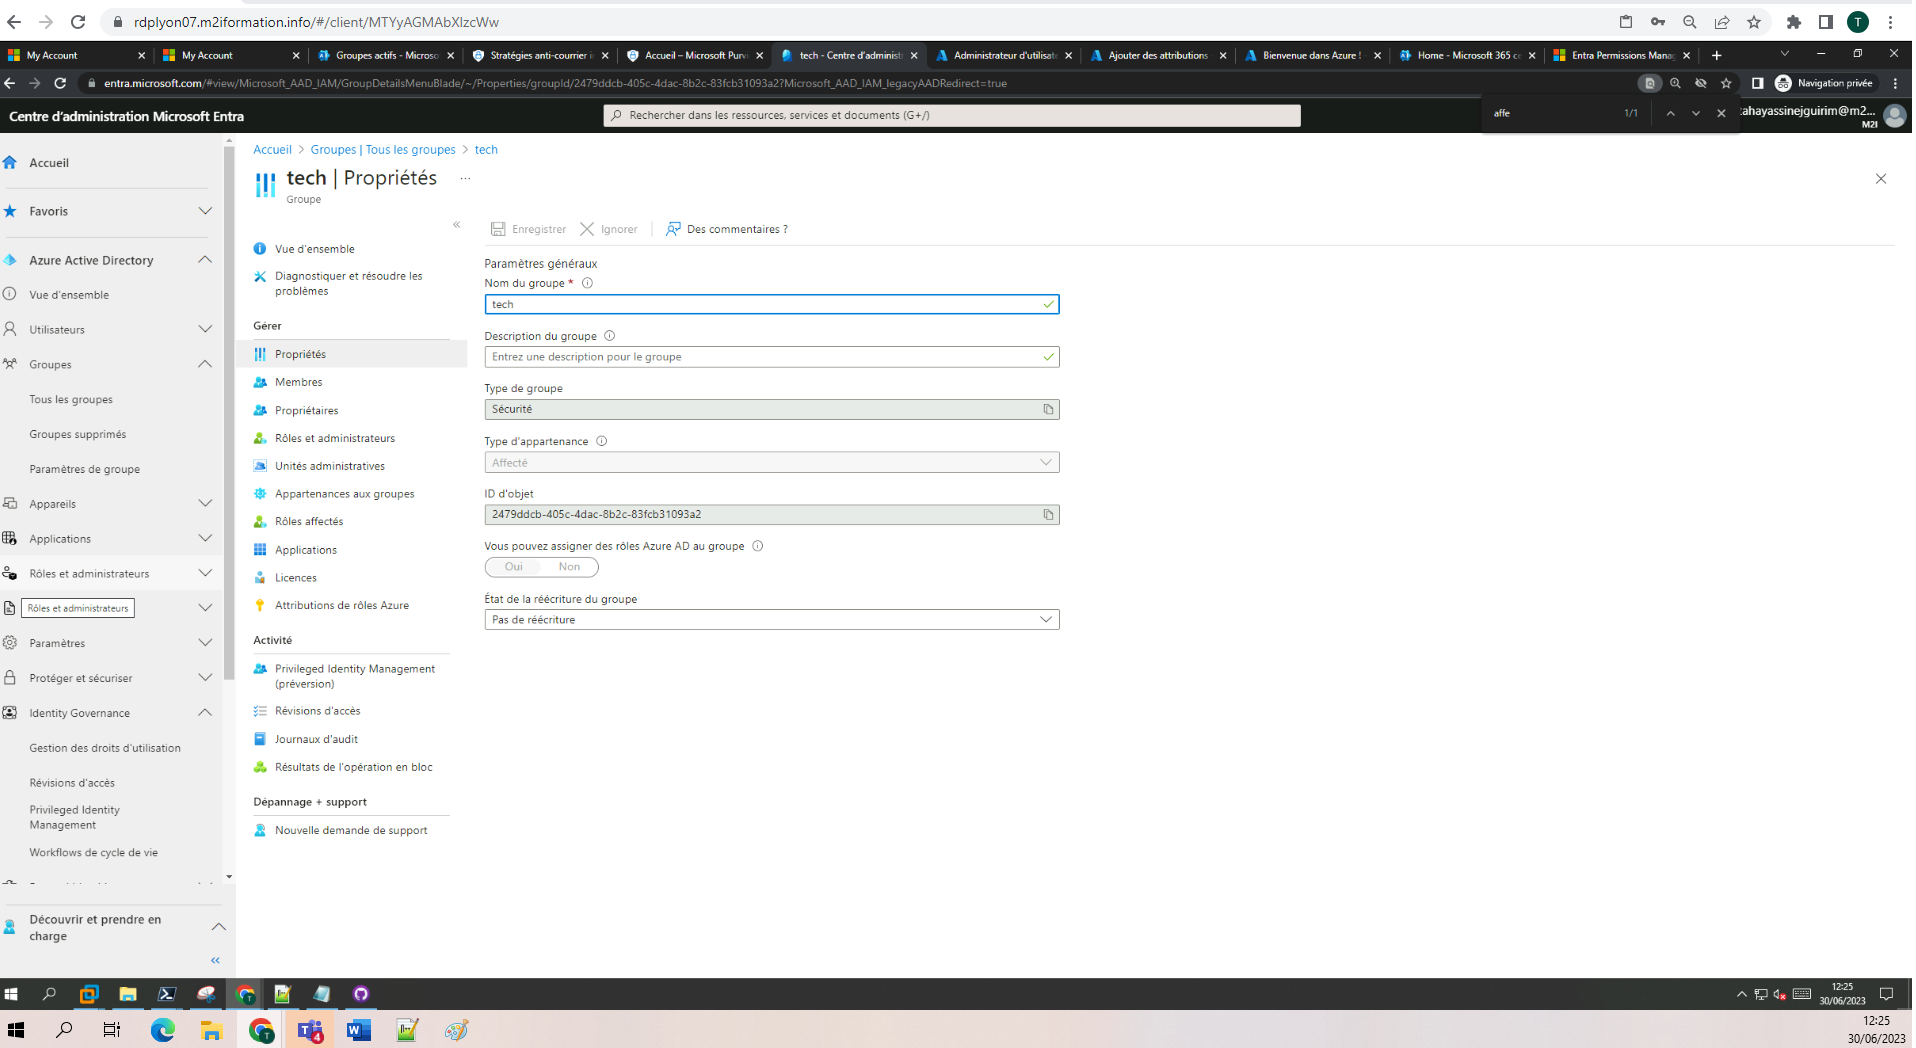 rdplyon07.m2iformation.info/#/client/MTYyAGMAbXlzcWw
T
My Account
My Account
Groupes actifs - Microso
Stratégies anti-courrier i
Accueil – Microsoft Purvi
tech - Centre d'administr
Administrateur d'utilisate
Ajouter des attributions
Bienvenue dans Azure ! -
Home - Microsoft 365 ce
Entra Permissions Manag
entra.microsoft.com/#view/Microsoft_AAD_IAM/GroupDetailsMenuBlade/~/Properties/groupId/2479ddcb-405c-4dac-8b2c-83fcb31093a2?Microsoft_AAD_IAM_legacyAADRedirect=true
Navigation privée
Centre d'administration Microsoft Entra
Rechercher dans les ressources, services et documents (G+/)
affe
1/1
tahayassinejguirim@m2...
M2I
Accueil
Favoris
Azure Active Directory
Vue d'ensemble
Utilisateurs
Groupes
Tous les groupes
Groupes supprimés
Paramètres de groupe
Appareils
Applications
Rôles et administrateurs
Rôles et administrateurs
Paramètres
Protéger et sécuriser
Identity Governance
Gestion des droits d'utilisation
Révisions d'accès
Privileged Identity
Management
Workflows de cycle de vie
Découvrir et prendre en
charge
Accueil > Groupes | Tous les groupes > tech
tech | Propriétés ...
Groupe
Vue d'ensemble
Diagnostiquer et résoudre les
problèmes
Gérer
Propriétés
Membres
Propriétaires
Rôles et administrateurs
Unités administratives
Appartenances aux groupes
Rôles affectés
Applications
Licences
Attributions de rôles Azure
Activité
Privileged Identity Management
(préversion)
Révisions d'accès
Journaux d'audit
Résultats de l'opération en bloc
Dépannage + support
Nouvelle demande de support
Enregistrer Ignorer | Des commentaires ?
Paramètres généraux
Nom du groupe *
tech
Description du groupe
Entrez une description pour le groupe
Type de groupe
Sécurité
Type d'appartenance
Affecté
ID d'objet
2479ddcb-405c-4dac-8b2c-83fcb31093a2
Vous pouvez assigner des rôles Azure AD au groupe
Oui Non
État de la réécriture du groupe
Pas de réécriture
12:25
30/06/2023
4
12:25
30/06/2023